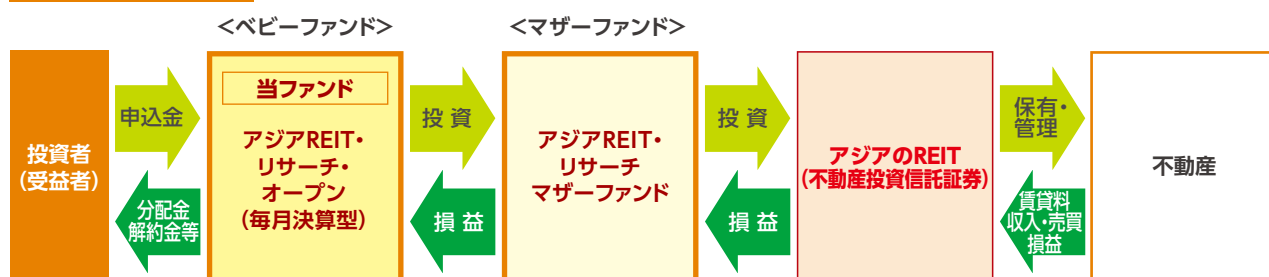 <ベビーファンド>
<マザーファンド>
投資者
(受益者)
申込金
分配金
解約金等
当ファンド
アジアREIT・
リサーチ・
オープン
(毎月決算型)
投資
損益
アジアREIT・
リサーチ
マザーファンド
投資
損益
アジアのREIT
(不動産投資信託証券)
保有・
管理
賃貸料
収入・売買
損益
不動産